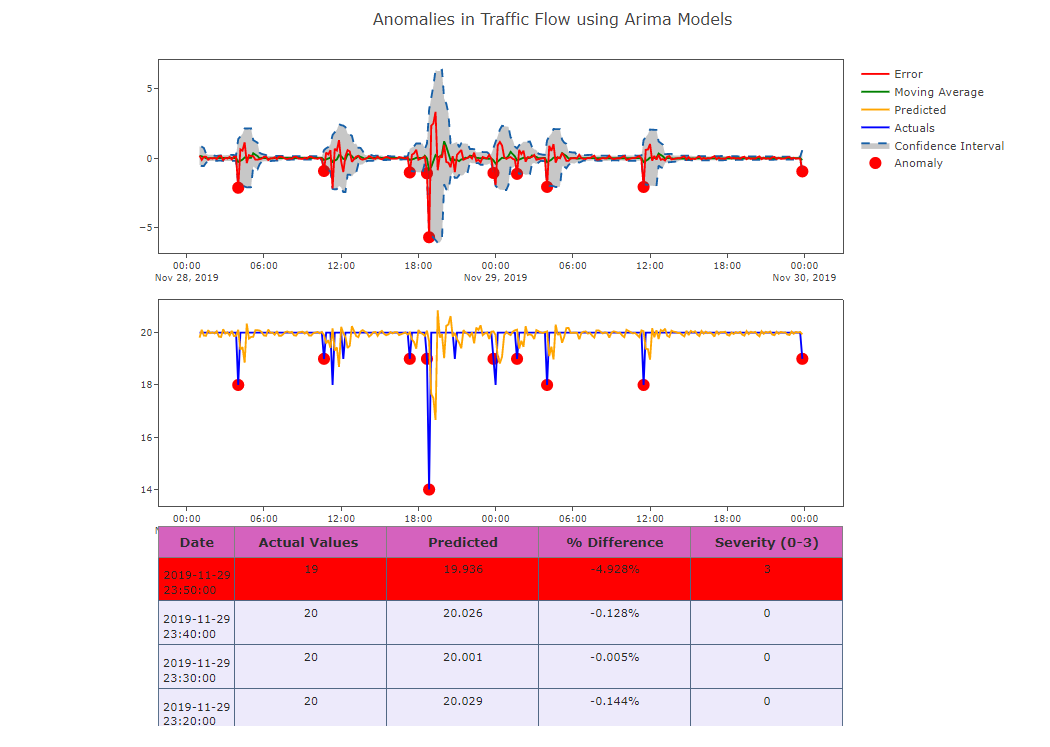 Anomalies in Traffic Flow using Arima Models
5
0
−5
00:00 06:00 12:00 18:00 00:00 06:00 12:00 18:00 00:00
Nov 28, 2019 Nov 29, 2019 Nov 30, 2019
Error
Moving Average
Predicted
Actuals
Confidence Interval
Anomaly
20
18
16
14
00:00 06:00 12:00 18:00 00:00 06:00 12:00 18:00 00:00
Date Actual Values Predicted % Difference Severity (0-3)
2019-11-29 19 19.936 -4.928% 3
23:50:00
2019-11-29 20 20.026 -0.128% 0
23:40:00
2019-11-29 20 20.001 -0.005% 0
23:30:00
2019-11-29 20 20.029 -0.144% 0
23:20:00